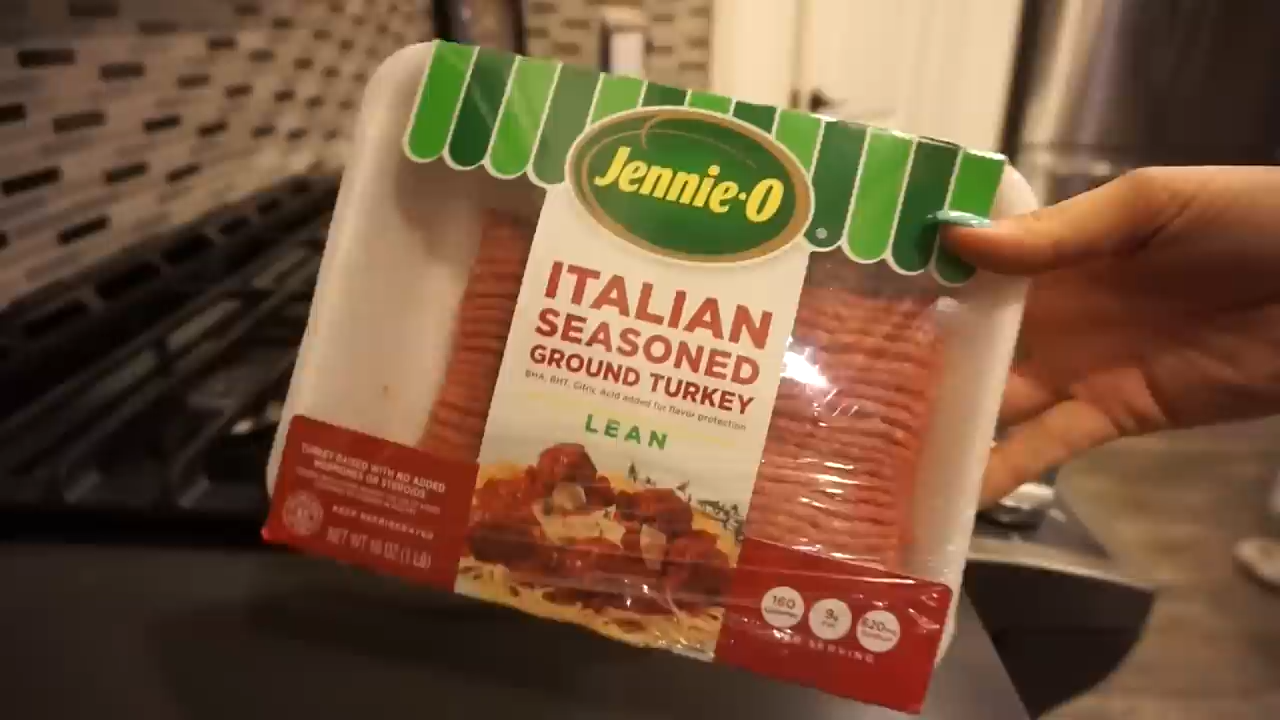 Jennie-O
ITALIAN
SEASONED
GROUND TURKEY
BHA, BHT, Citric Acid added for flavor protection
LEAN
TURKEY RAISED WITH NO ADDED
HORMONES OR STEROIDS
KEEP REFRIGERATED
NET WT 16 OZ (1 LB)
160 9g 620mg
PER SERVING